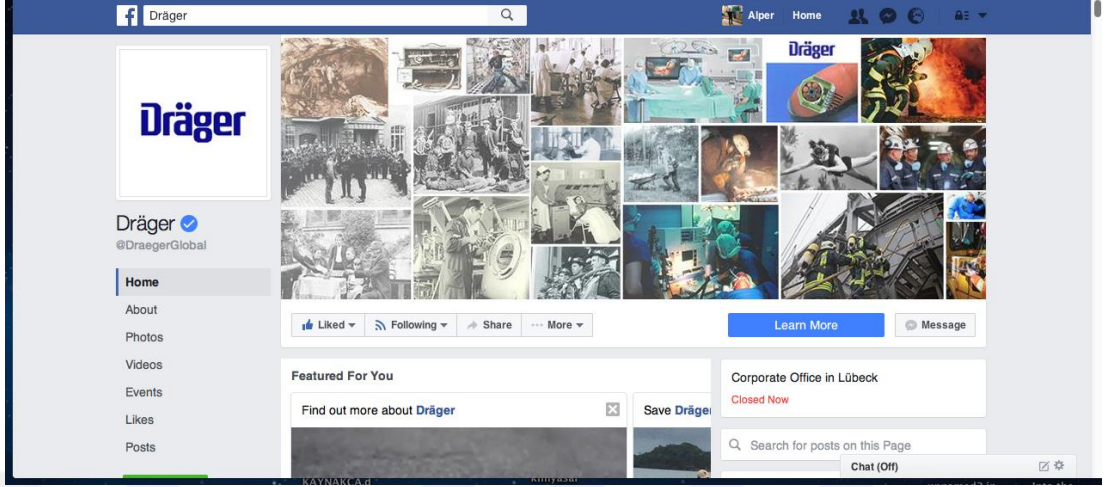 Dräger
Alper Home
Dräger
Dräger
Dräger
@DraegerGlobal
Home
About
Photos
Videos
Events
Likes
Posts
Liked Following Share ... More
Learn More
Message
Featured For You
Find out more about Dräger
Save Dräger
Corporate Office in Lübeck
Closed Now
Search for posts on this Page
Chat (Off)
KAYNAKCA.d
kimyasal